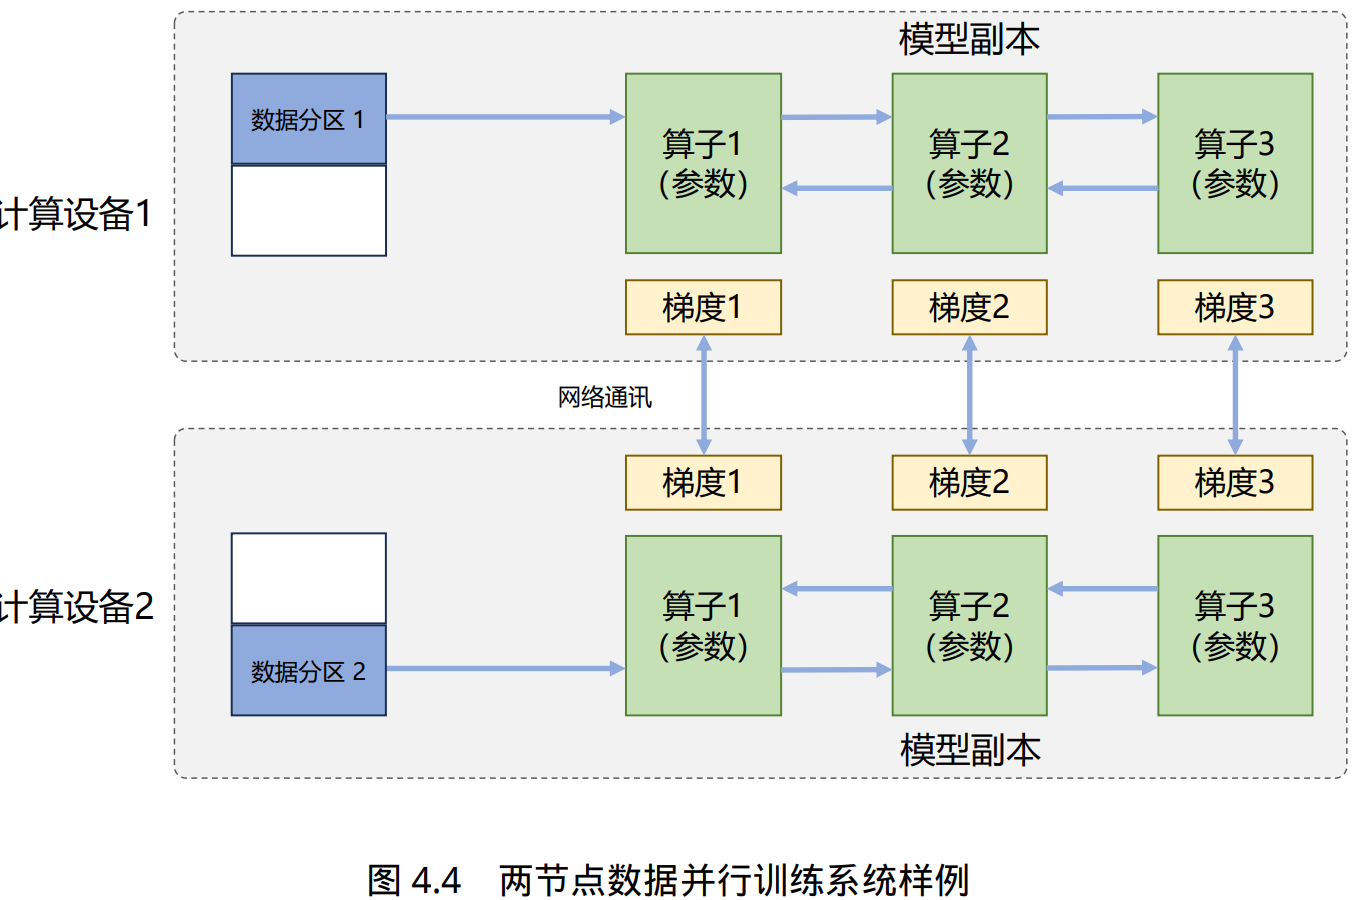 模型副本
数据分区 1
算子1
(参数)
算子2
(参数)
算子3
(参数)
计算设备1
梯度1
梯度2
梯度3
网络通讯
梯度1
梯度2
梯度3
计算设备2
算子1
(参数)
算子2
(参数)
算子3
(参数)
数据分区 2
模型副本
图 4.4 两节点数据并行训练系统样例